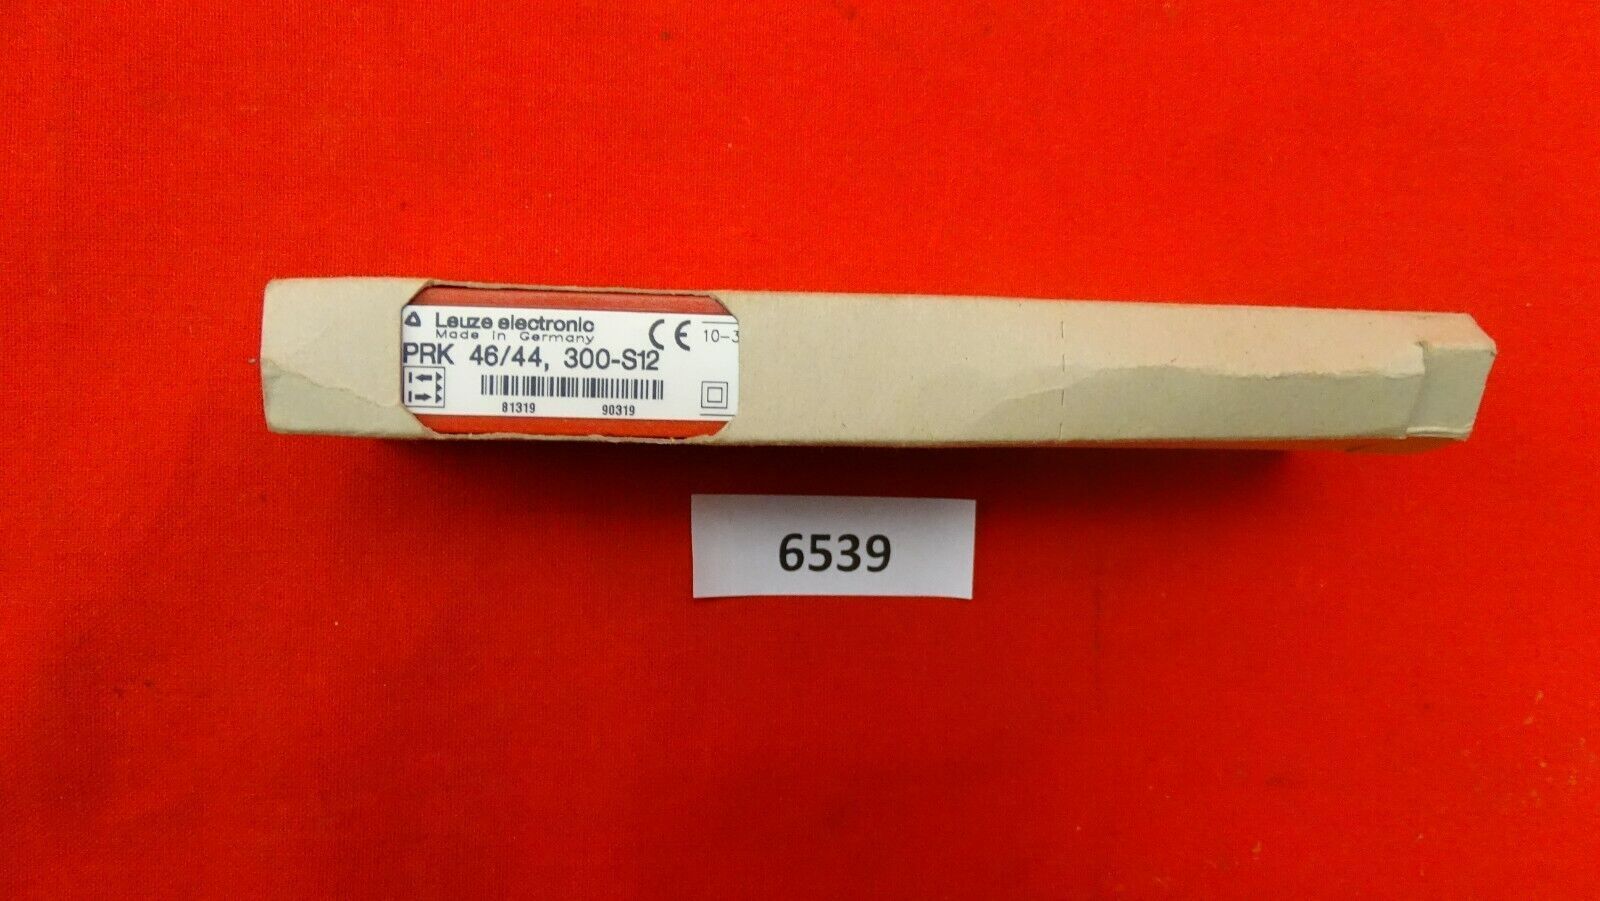 Leuze electronic
Made in Germany
PRK 46/44, 300-S12
CE 10-3
81319 90319
6539